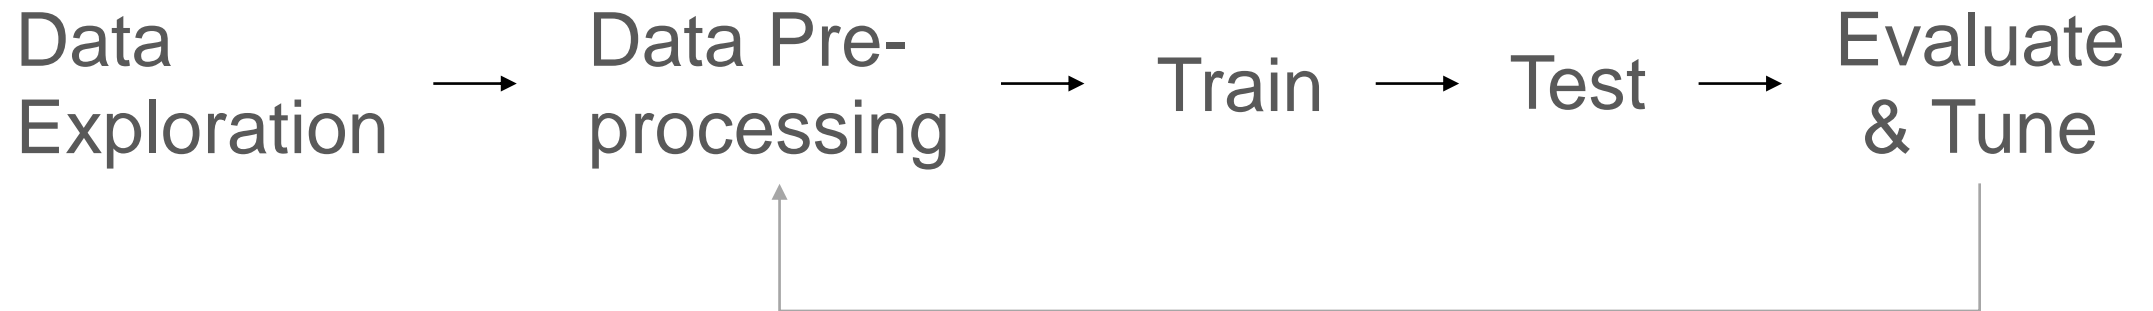 Data
Exploration
Data Pre-
processing
Train
Test
Evaluate
& Tune